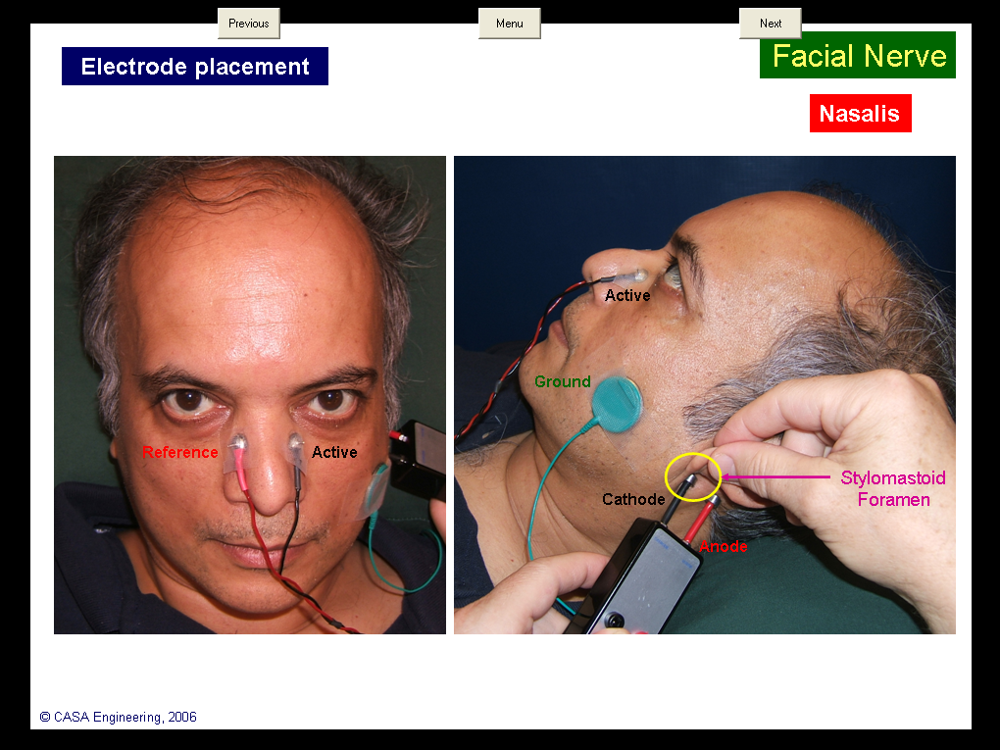 Previous
Menu
Next
Electrode placement
Facial Nerve
Nasalis
Reference
Active
Active
Ground
Cathode
Anode
Stylomastoid
Foramen
© CASA Engineering, 2006